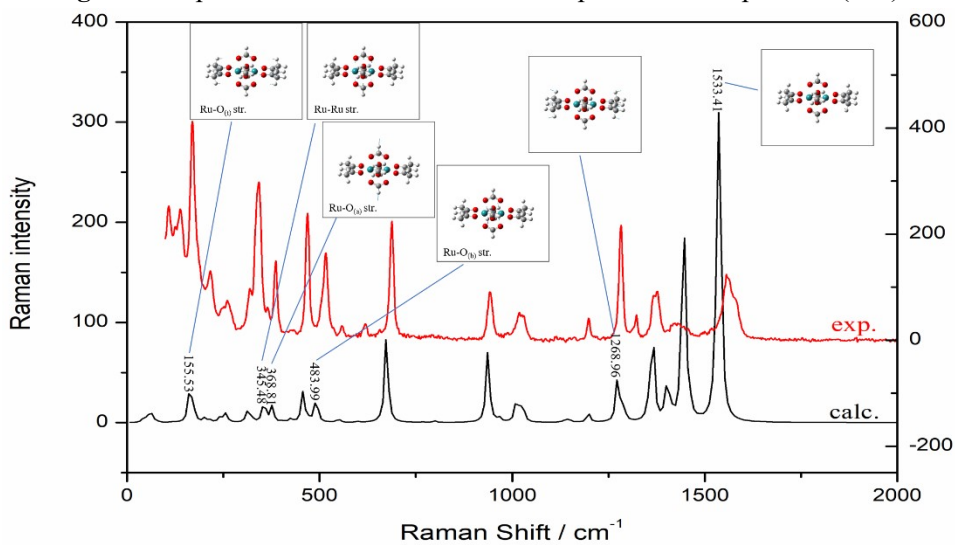 400
600
300
400
200
200
100
0
0
-200
Raman intensity
Ru-O(t) str.
Ru-Ru str.
Ru-O(a) str.
Ru-O(b) str.
155.53
345.48
368.81
483.99
1268.96
1533.41
exp.
calc.
0
500
1000
1500
2000
Raman Shift / cm⁻¹